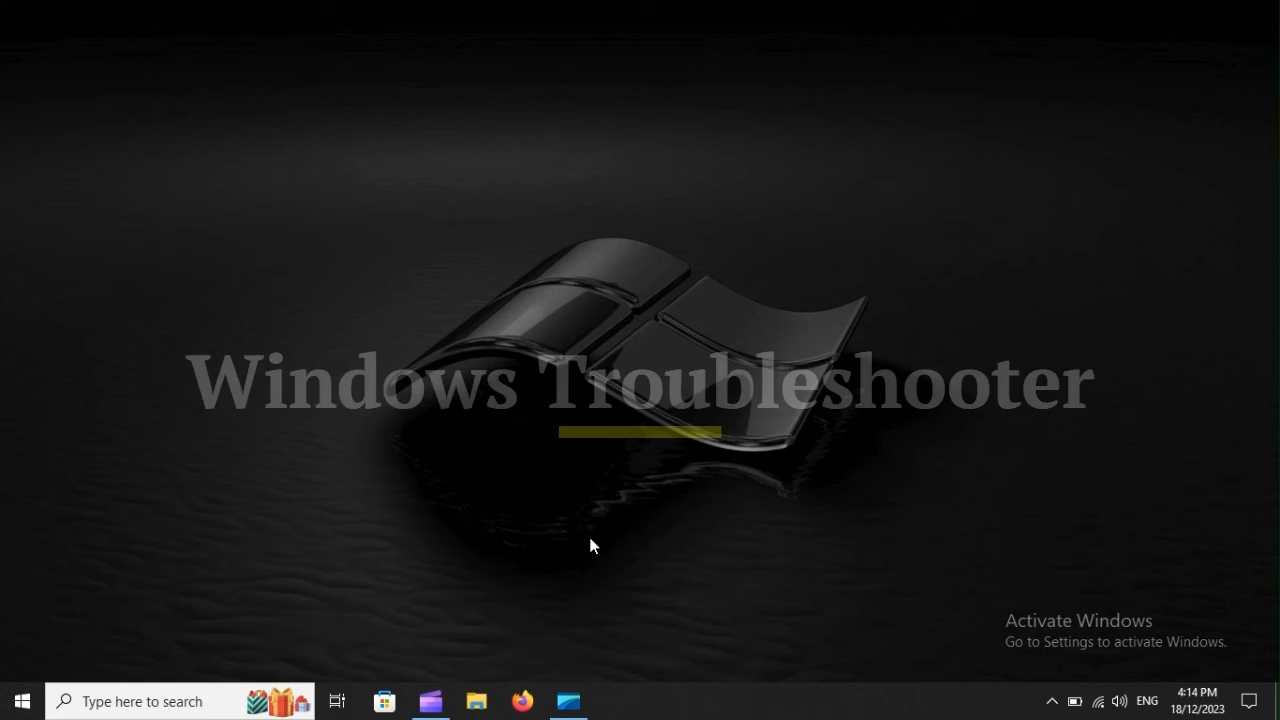 Windows Troubleshooter
Activate Windows
Go to Settings to activate Windows.
Type here to search
ENG
4:14 PM
18/12/2023